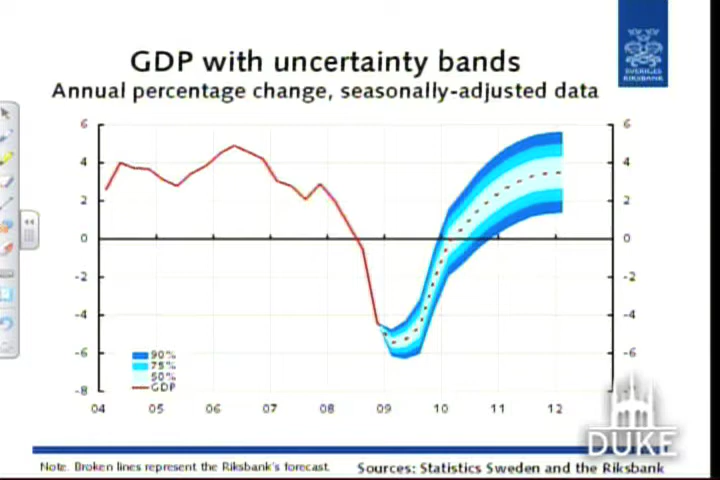 GDP with uncertainty bands
Annual percentage change, seasonally-adjusted data
SVERIGES
RIKSBANK
6 6
4 4
2 2
0 0
-2 -2
-4 -4
-6 -6
-8
90%
75%
50%
GDP
04 05 06 07 08 09 10 11 12
DUKE
Note. Broken lines represent the Riksbank's forecast.
Sources: Statistics Sweden and the Riksbank